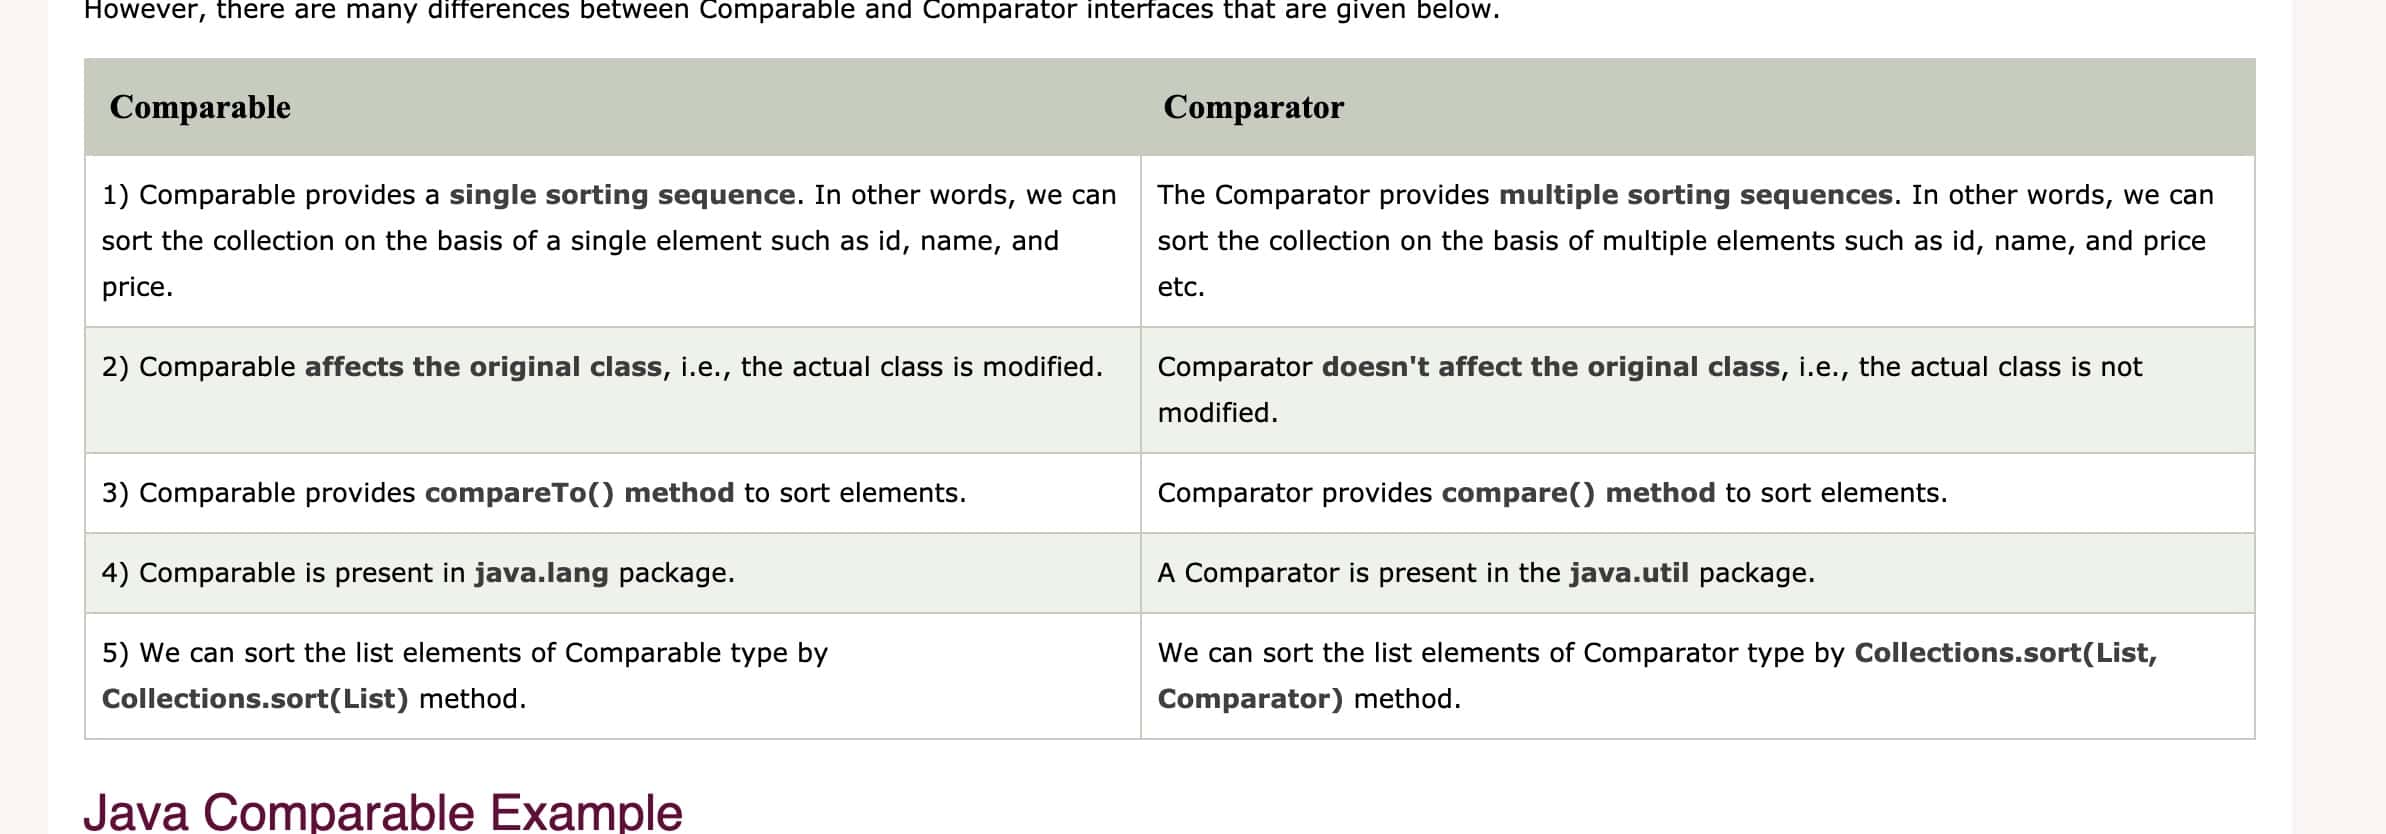 However, there are many differences between Comparable and Comparator interfaces that are given below.
Comparable
Comparator
1) Comparable provides a single sorting sequence. In other words, we can
sort the collection on the basis of a single element such as id, name, and
price.
The Comparator provides multiple sorting sequences. In other words, we can
sort the collection on the basis of multiple elements such as id, name, and price
etc.
2) Comparable affects the original class, i.e., the actual class is modified.
Comparator doesn't affect the original class, i.e., the actual class is not
modified.
3) Comparable provides compareTo() method to sort elements.
Comparator provides compare() method to sort elements.
4) Comparable is present in java.lang package.
A Comparator is present in the java.util package.
5) We can sort the list elements of Comparable type by
Collections.sort(List) method.
We can sort the list elements of Comparator type by Collections.sort(List,
Comparator) method.
Java Comparable Example